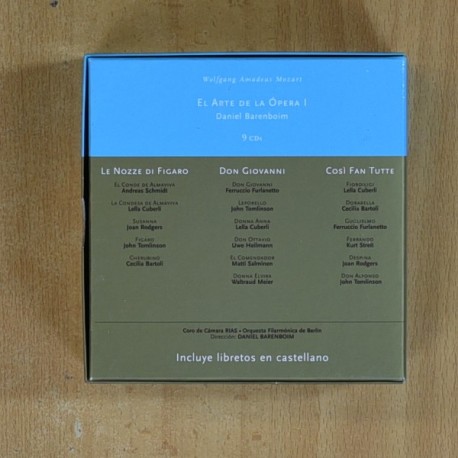 Wolfgang Amadeus Mozart
El Arte de la Ópera I
Daniel Barenboim
9 CDs
Le Nozze di Figaro
El Conde de Almaviva
Andreas Schmidt
La Condesa de Almaviva
Lella Cuberli
Susanna
Joan Rodgers
Figaro
John Tomlinson
Cherubino
Cecilia Bartoli
Don Giovanni
Don Giovanni
Ferruccio Furlanetto
Leporello
John Tomlinson
Donna Anna
Lella Cuberli
Don Ottavio
Uwe Heilmann
El Comendador
Matti Salminen
Donna Elvira
Waltraud Meier
Così Fan Tutte
Fiordiligi
Lella Cuberli
Dorabella
Cecilia Bartoli
Guglielmo
Ferruccio Furlanetto
Ferrando
Kurt Streit
Despina
Joan Rodgers
Don Alfonso
John Tomlinson
Coro de Cámara RIAS • Orquesta Filarmónica de Berlín
Dirección: DANIEL BARENBOIM
Incluye libretos en castellano